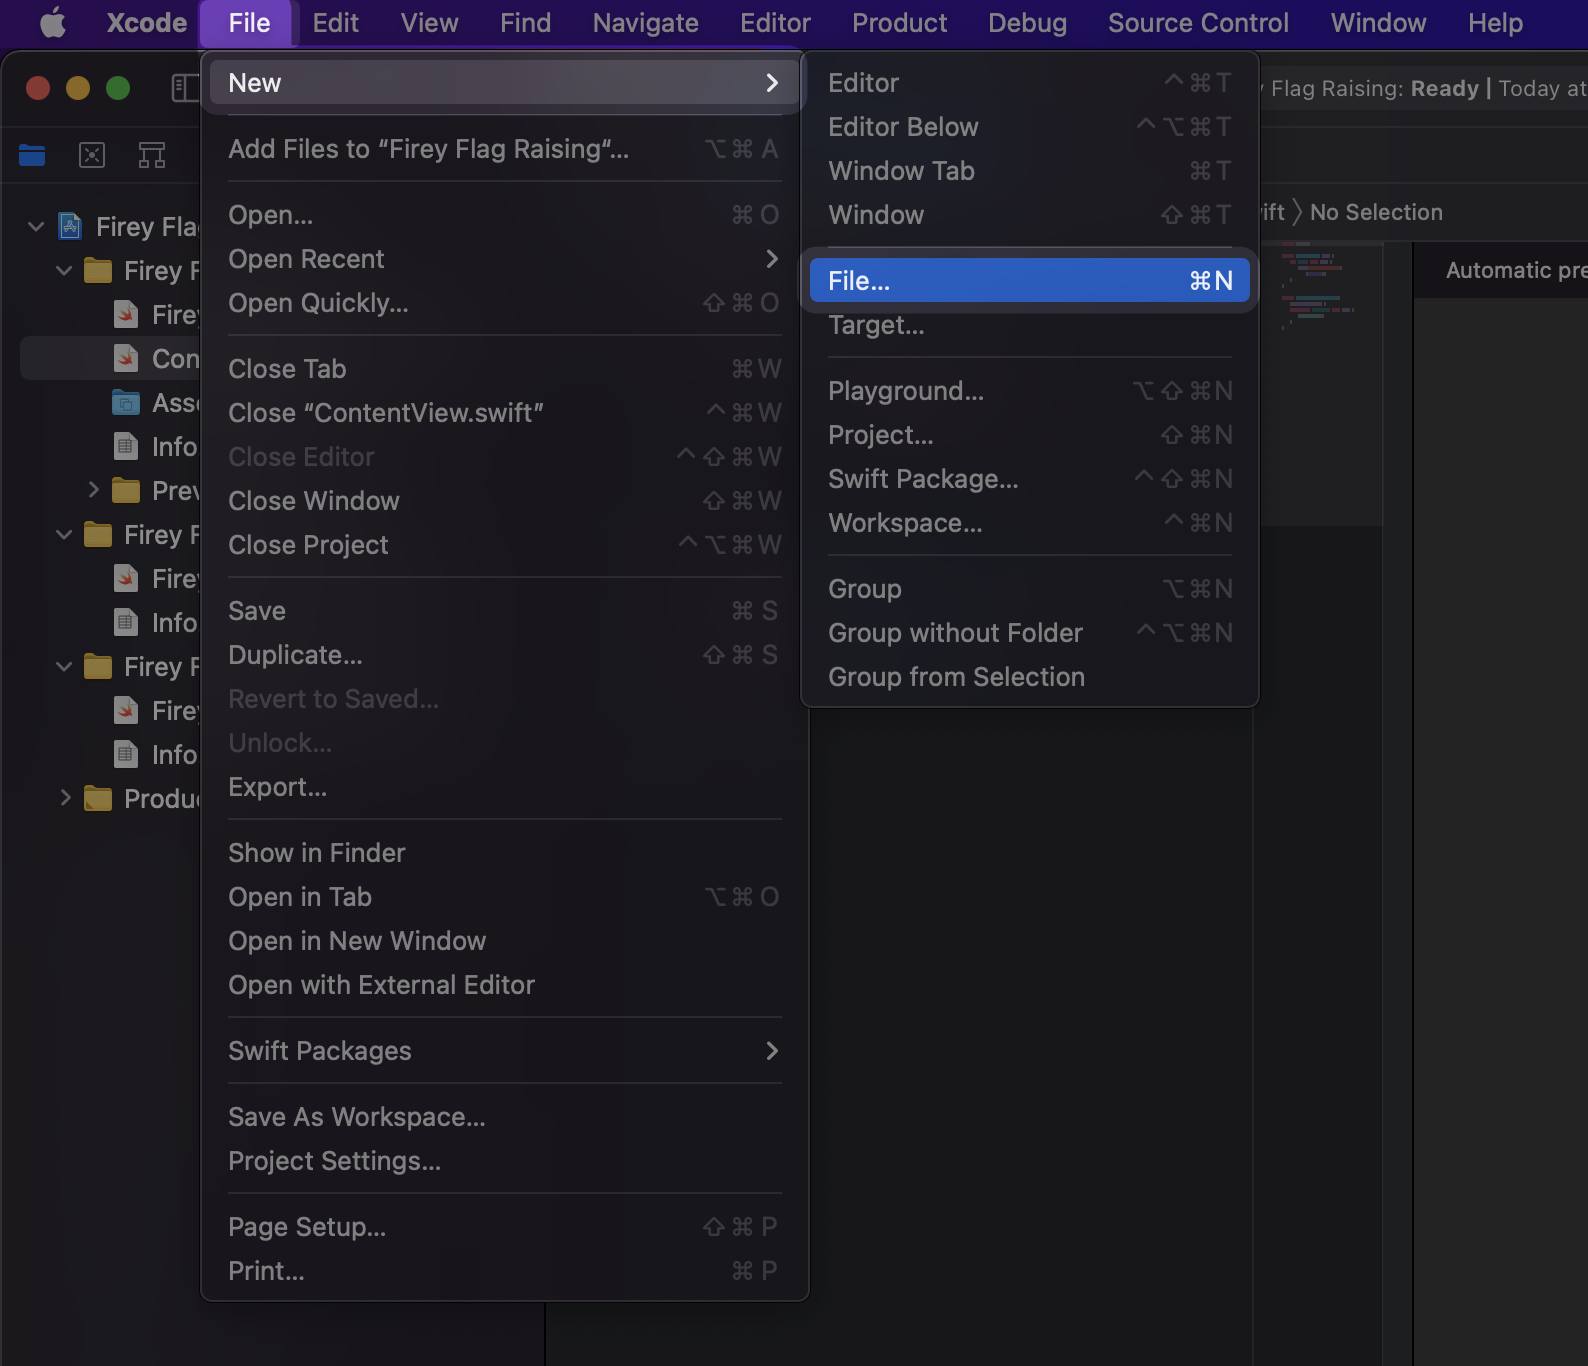 Xcode File Edit View Find Navigate Editor Product Debug Source Control Window Help
Flag Raising: Ready | Today at
ift 〉 No Selection
Automatic pre
Firey Fla
Firey F
Firey
Con
Asse
Info
Prev
Firey F
Firey
Info
Firey F
Firey
Info
Produc
New
Add Files to “Firey Flag Raising“... ⌥⌘A
Open... ⌘O
Open Recent
Open Quickly... ⇧⌘O
Close Tab ⌘W
Close “ContentView.swift” ^⌘W
Close Editor ^⇧⌘W
Close Window ⇧⌘W
Close Project ^⌥⌘W
Save ⌘S
Duplicate... ⇧⌘S
Revert to Saved...
Unlock...
Export...
Show in Finder
Open in Tab ⌥⌘O
Open in New Window
Open with External Editor
Swift Packages
Save As Workspace...
Project Settings...
Page Setup... ⇧⌘P
Print... ⌘P
Editor ^⌘T
Editor Below ^⌥⌘T
Window Tab ⌘T
Window ⇧⌘T
File... ⌘N
Target...
Playground... ⌥⇧⌘N
Project... ⇧⌘N
Swift Package... ^⇧⌘N
Workspace... ^⌘N
Group ⌥⌘N
Group without Folder ^⌥⌘N
Group from Selection